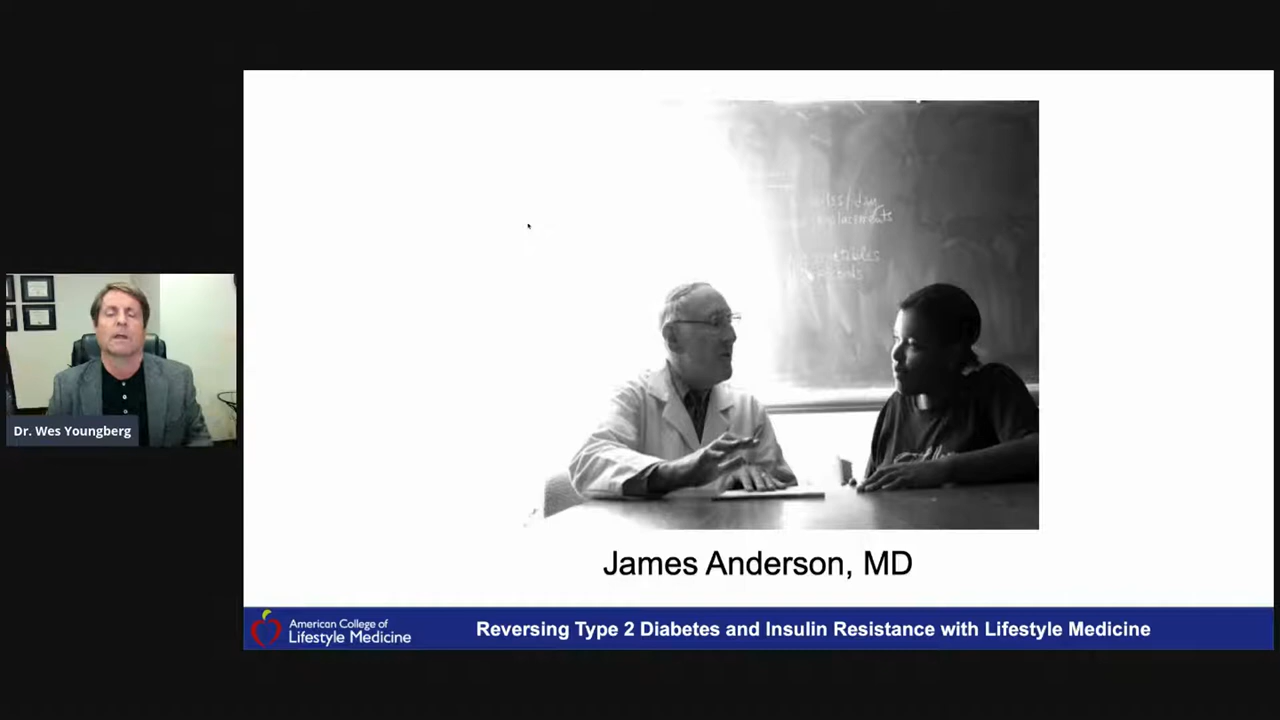 Dr. Wes Youngberg
James Anderson, MD
American College of
Lifestyle Medicine
Reversing Type 2 Diabetes and Insulin Resistance with Lifestyle Medicine